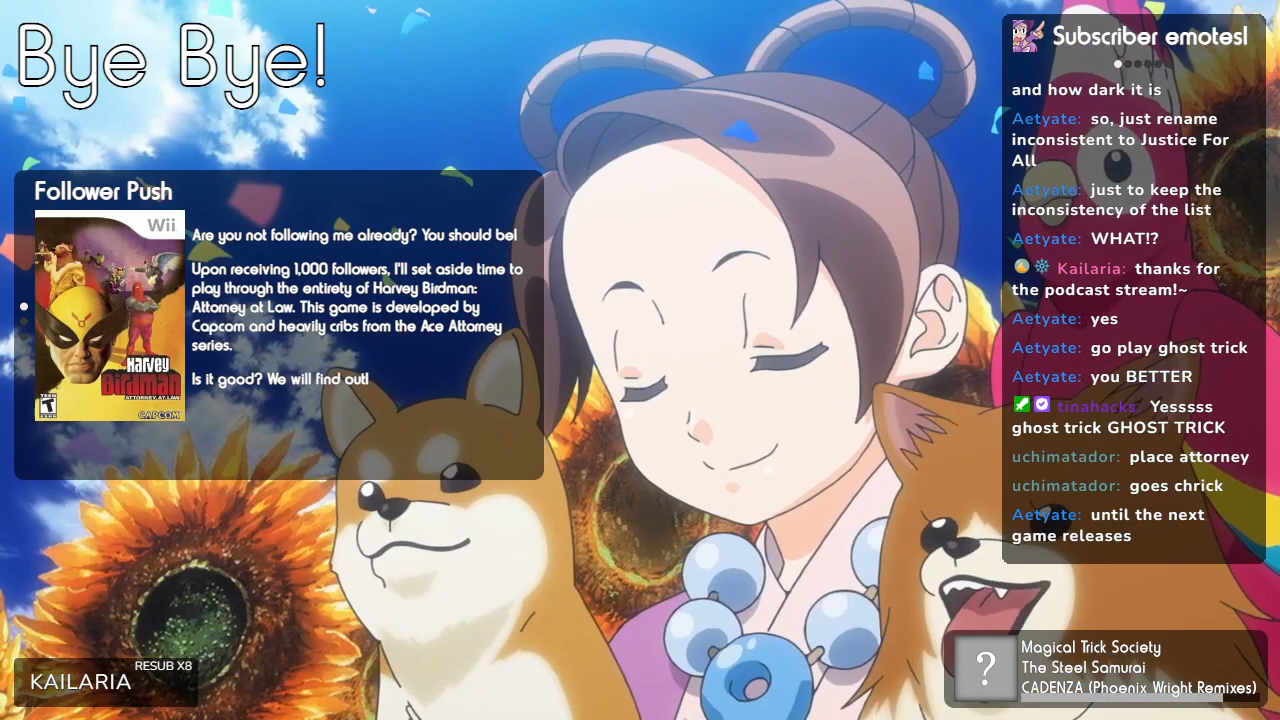 Bye Bye!
Follower Push
Wii
Are you not following me already? You should be!
Upon receiving 1,000 followers, I'll set aside time to
play through the entirety of Harvey Birdman:
Attorney at Law. This game is developed by
Capcom and heavily cribs from the Ace Attorney
series.
Is it good? We will find out!
HARVEY
Birdman
ATTORNEY AT LAW
TEEN
T
CAPCOM
RESUB X8
KAILARIA
Subscriber emotes!
and how dark it is
Aetyate: so, just rename
inconsistent to Justice For
All
Aetyate: just to keep the
inconsistency of the list
Aetyate: WHAT!?
Kailaria: thanks for
the podcast stream!~
Aetyate: yes
Aetyate: go play ghost trick
Aetyate: you BETTER
tinahacks: Yesssss
ghost trick GHOST TRICK
uchimatador: place attorney
uchimatador: goes chrick
Aetyate: until the next
game releases
?
Magical Trick Society
The Steel Samurai
CADENZA (Phoenix Wright Remixes)